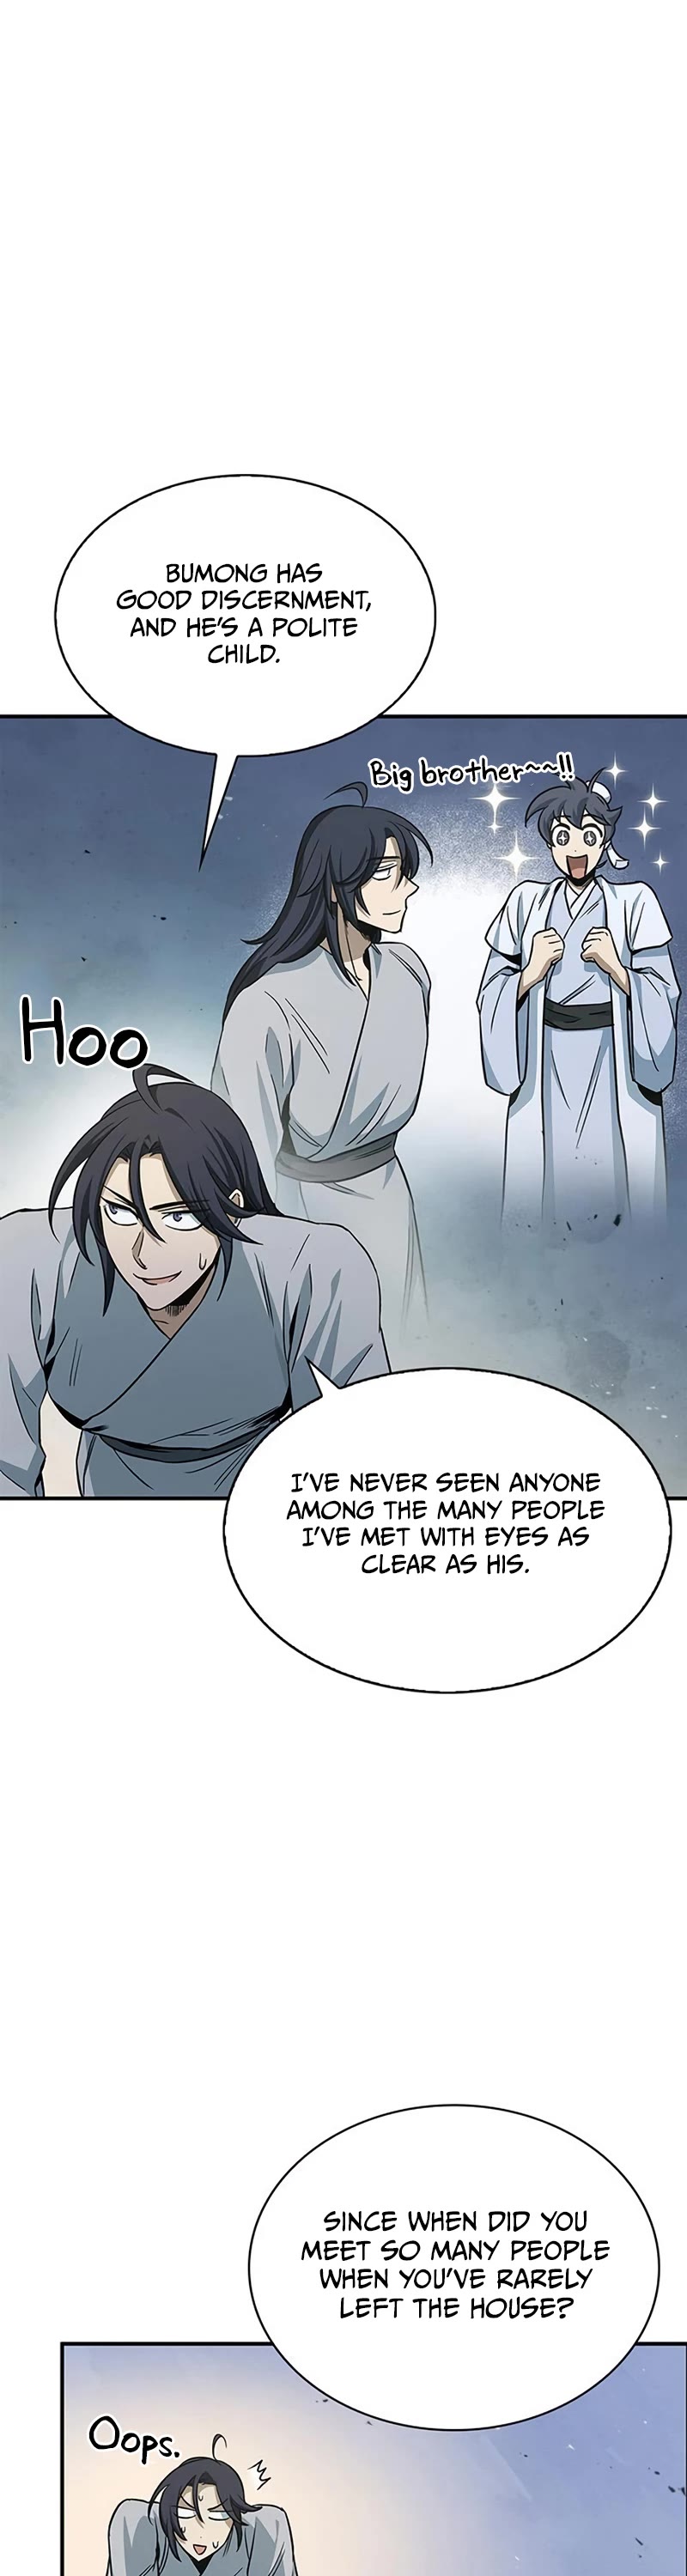 BUMONG HAS
GOOD DISCERNMENT,
AND HE'S A POLITE
CHILD.
Big brother~~!!
Hoo
I'VE NEVER SEEN ANYONE
AMONG THE MANY PEOPLE
I'VE MET WITH EYES AS
CLEAR AS HIS.
SINCE WHEN DID YOU
MEET SO MANY PEOPLE
WHEN YOU'VE RARELY
LEFT THE HOUSE?
Oops.